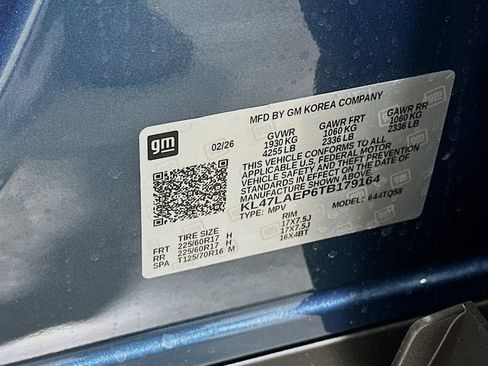 MFD BY GM KOREA COMPANY
gm
02/26
GVWR GAWR FRT GAWR RR
1930 KG 1060 KG 1060 KG
4255 LB 2336 LB 2336 LB
THIS VEHICLE CONFORMS TO ALL
APPLICABLE U.S. FEDERAL MOTOR
VEHICLE SAFETY AND THEFT PREVENTION
STANDARDS IN EFFECT ON THE DATE OF
MANUFACTURE SHOWN ABOVE.
KL47LAEP6TB179164
TYPE: MPV MODEL: 644TQ58
TIRE SIZE RIM
FRT 225/60R17 H 17X7.5J
RR 225/60R17 H 17X7.5J
SPA T125/70R16 M 16X4BT